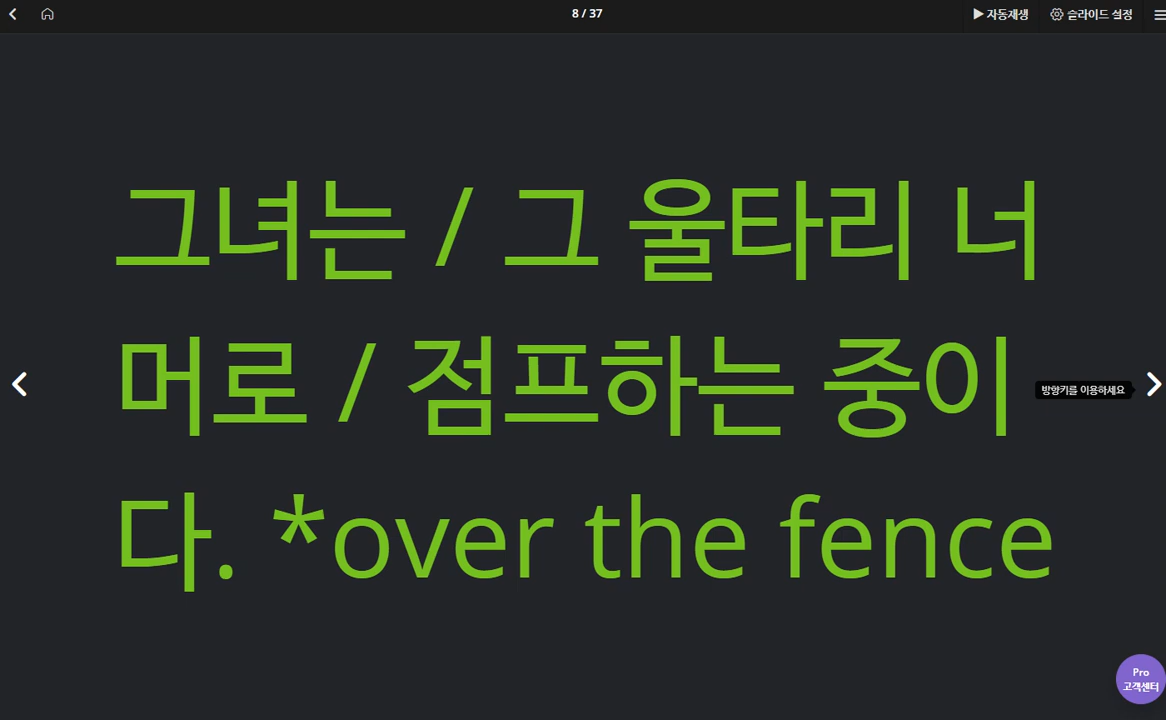 8 / 37
▶ 자동재생
슬라이드 설정
그녀는 / 그 울타리 너
머로 / 점프하는 중이
다. *over the fence
방향키를 이용하세요
Pro
고객센터